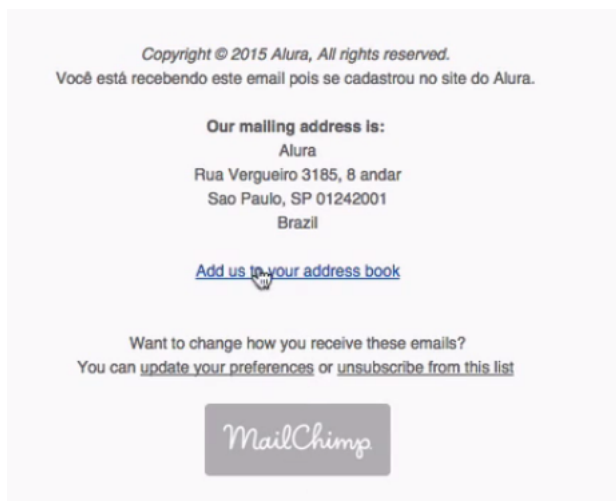 Copyright © 2015 Alura, All rights reserved.
Você está recebendo este email pois se cadastrou no site do Alura.
Our mailing address is:
Alura
Rua Vergueiro 3185, 8 andar
Sao Paulo, SP 01242001
Brazil
Add us to your address book
Want to change how you receive these emails?
You can update your preferences or unsubscribe from this list
MailChimp